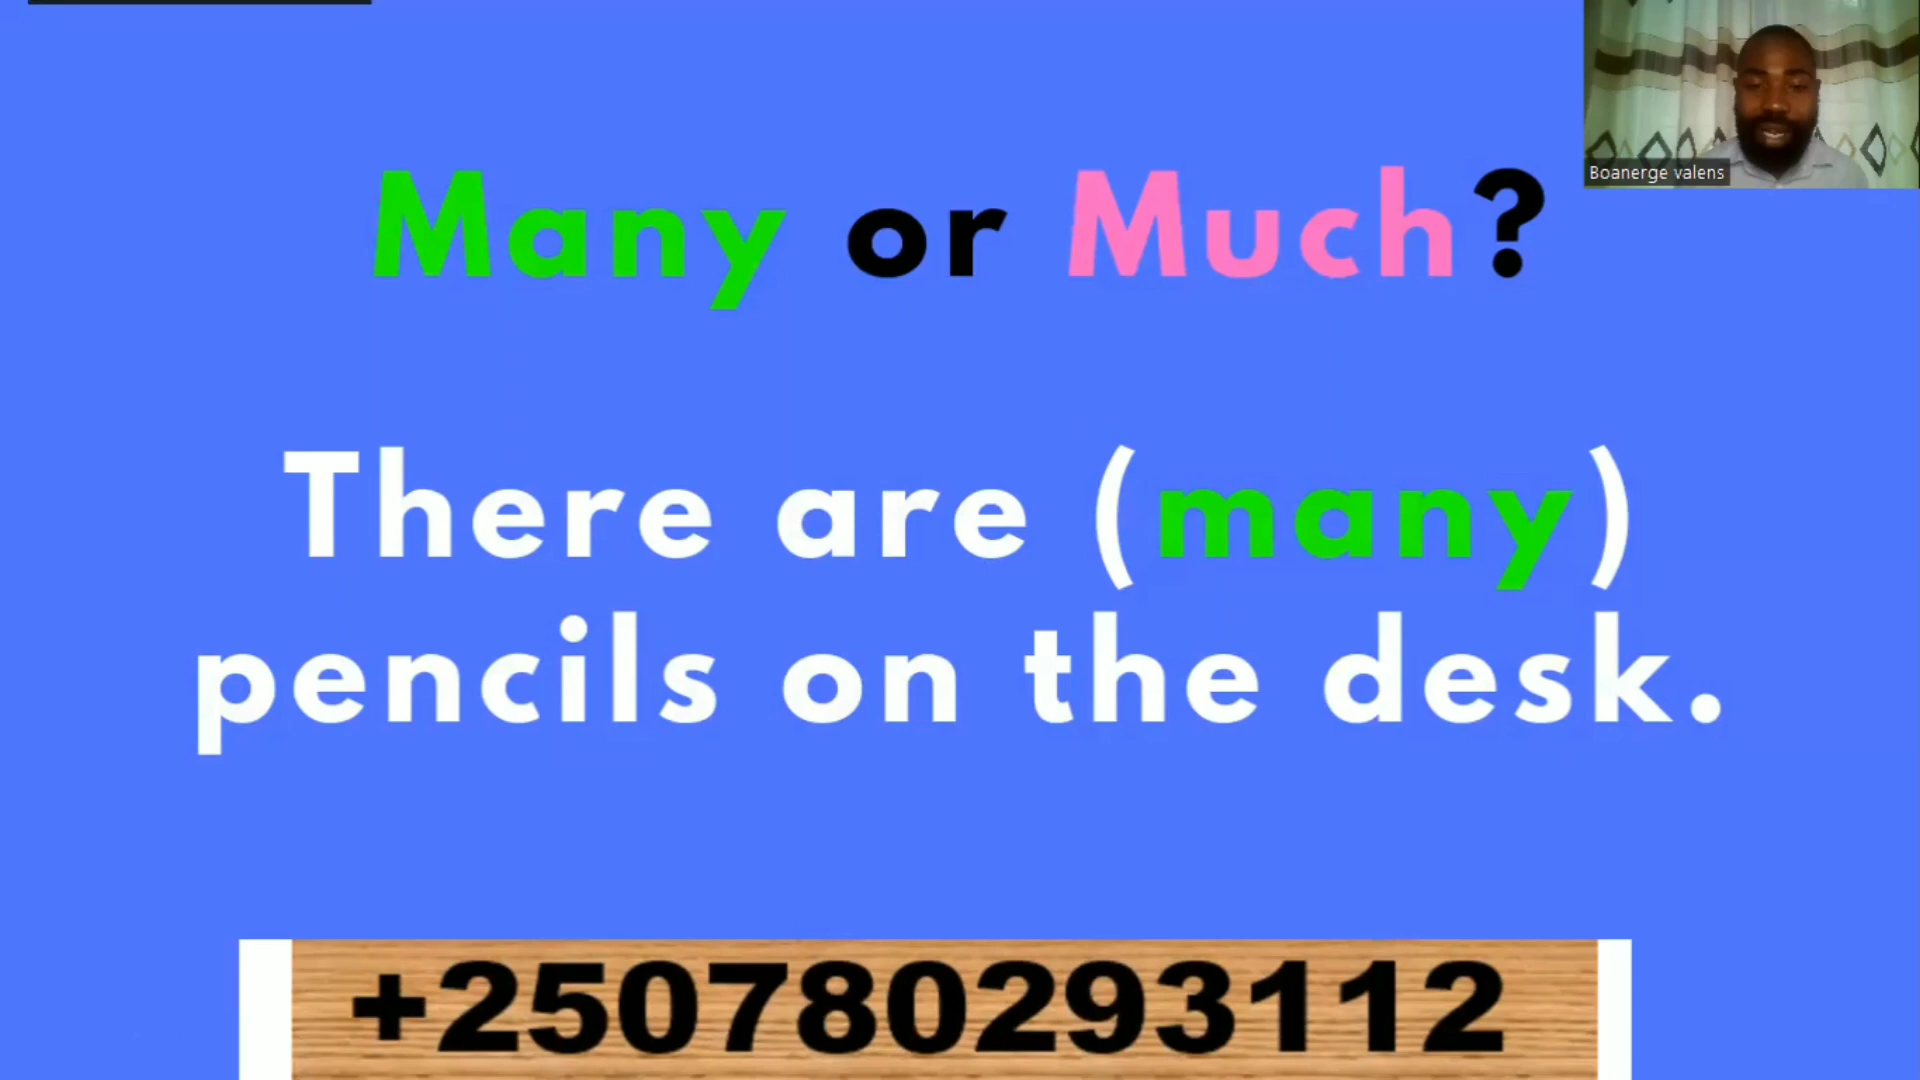 Boanerge valens
Many or Much?
There are (many)
pencils on the desk.
+250780293112